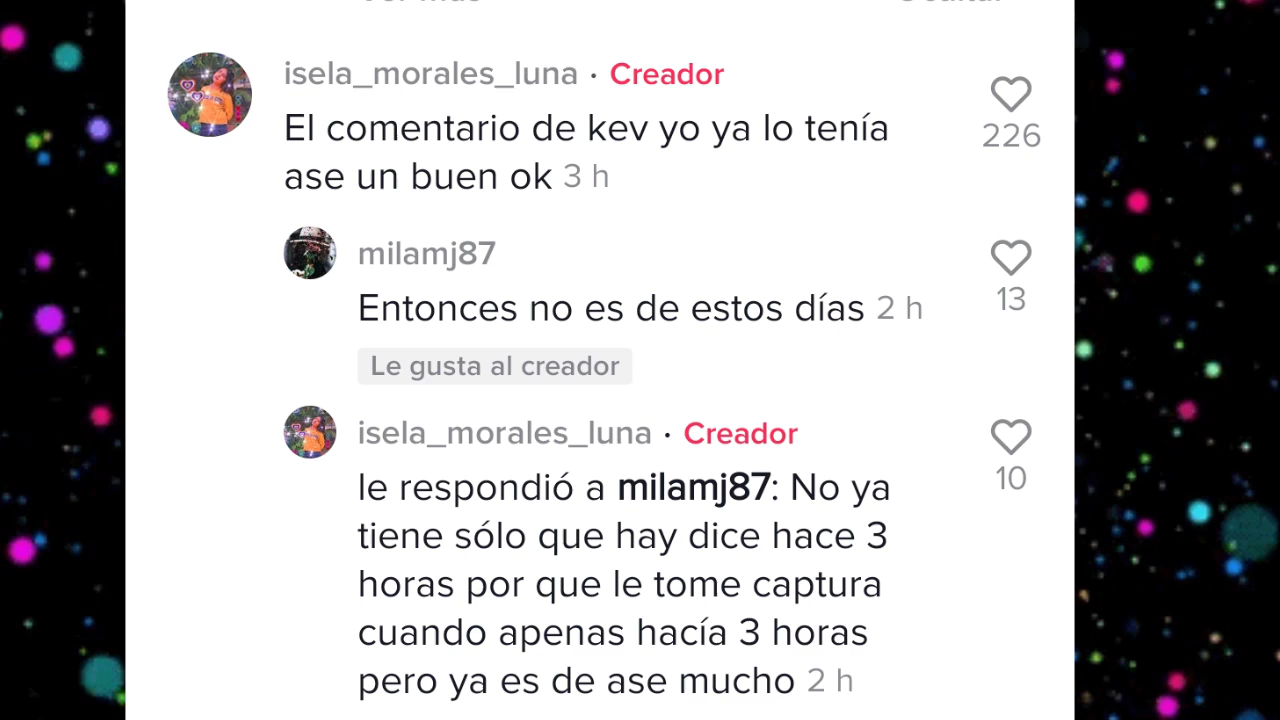 isela_morales_luna · Creador
El comentario de kev yo ya lo tenía
ase un buen ok 3 h
226
milamj87
Entonces no es de estos días 2 h
13
Le gusta al creador
isela_morales_luna · Creador
le respondió a milamj87: No ya
10
tiene sólo que hay dice hace 3
horas por que le tome captura
cuando apenas hacía 3 horas
pero ya es de ase mucho 2 h